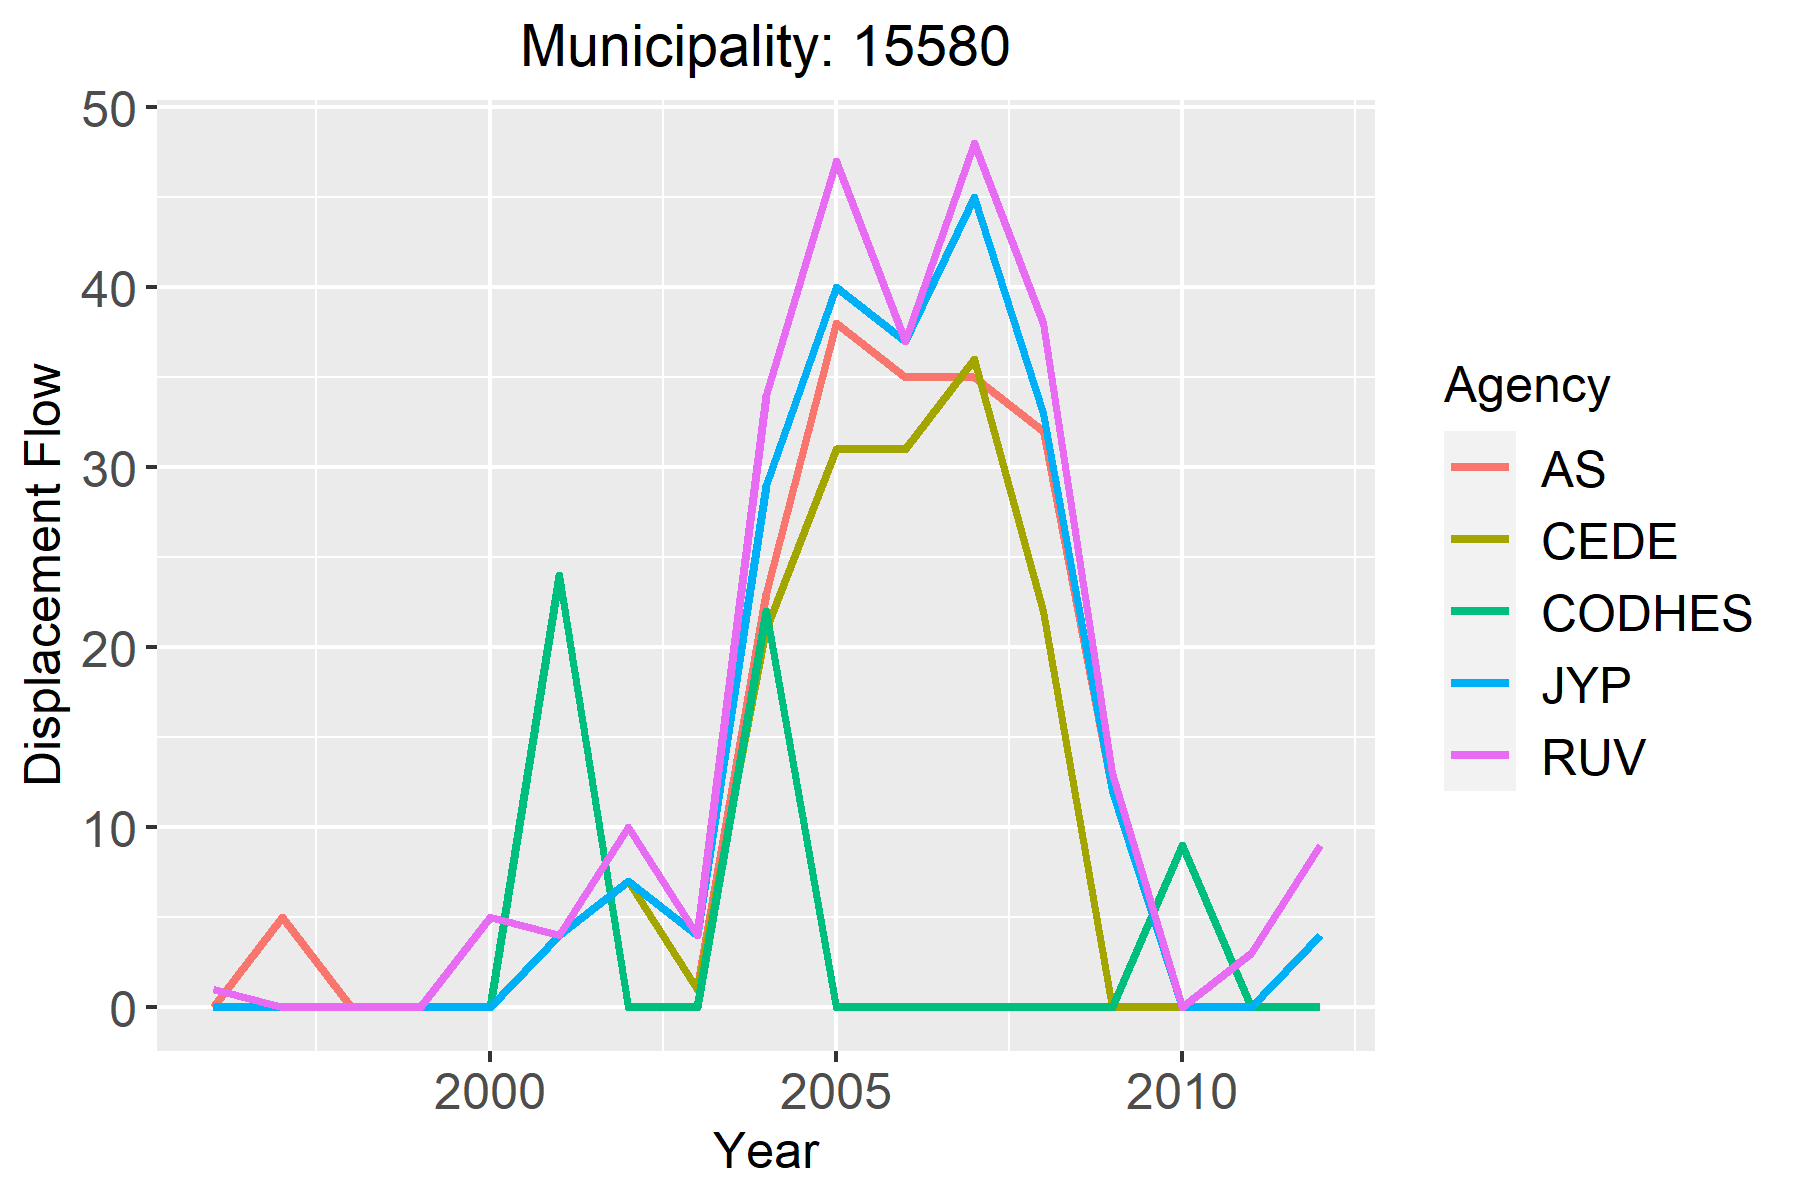 Municipality: 15580
50
40
30
20
10
0
Displacement Flow
2000
2005
2010
Year
Agency
AS
CEDE
CODHES
JYP
RUV